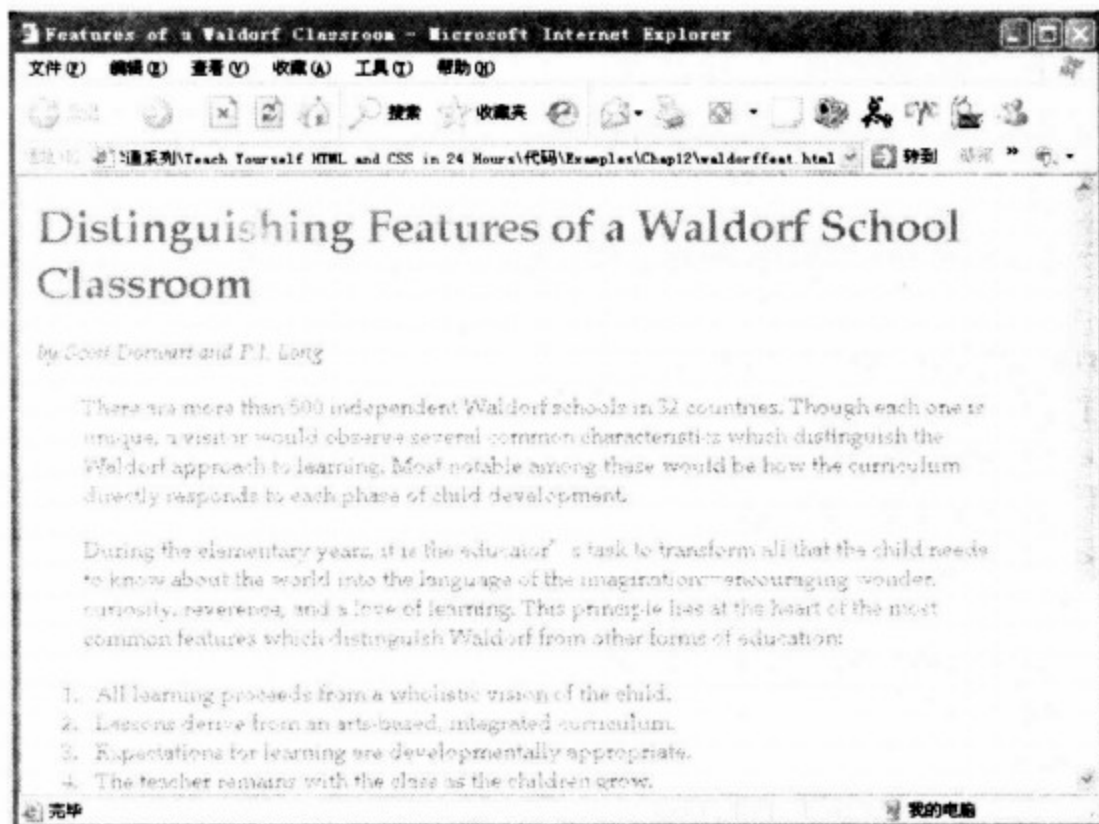 Features of a Waldorf Classroom - Microsoft Internet Explorer
文件(F) 编辑(E) 查看(V) 收藏(A) 工具(T) 帮助(H)
搜索 收藏夹
通系列\Teach Yourself HTML and CSS in 24 Hours\代码\Examples\Chap12\waldorffeat.html 转到 »
Distinguishing Features of a Waldorf School
Classroom
by Scott Dorwart and P.J. Long
There are more than 500 independent Waldorf schools in 32 countries. Though each one is
unique, a visitor would observe several common characteristics which distinguish the
Waldorf approach to learning. Most notable among these would be how the curriculum
directly responds to each phase of child development.
During the elementary years, it is the educator's task to transform all that the child needs
to know about the world into the language of the imagination—encouraging wonder,
curiosity, reverence, and a love of learning. This principle lies at the heart of the most
common features which distinguish Waldorf from other forms of education:
1. All learning proceeds from a wholistic vision of the child.
2. Lessons derive from an arts-based, integrated curriculum.
3. Expectations for learning are developmentally appropriate.
4. The teacher remains with the class as the children grow.
完毕 我的电脑